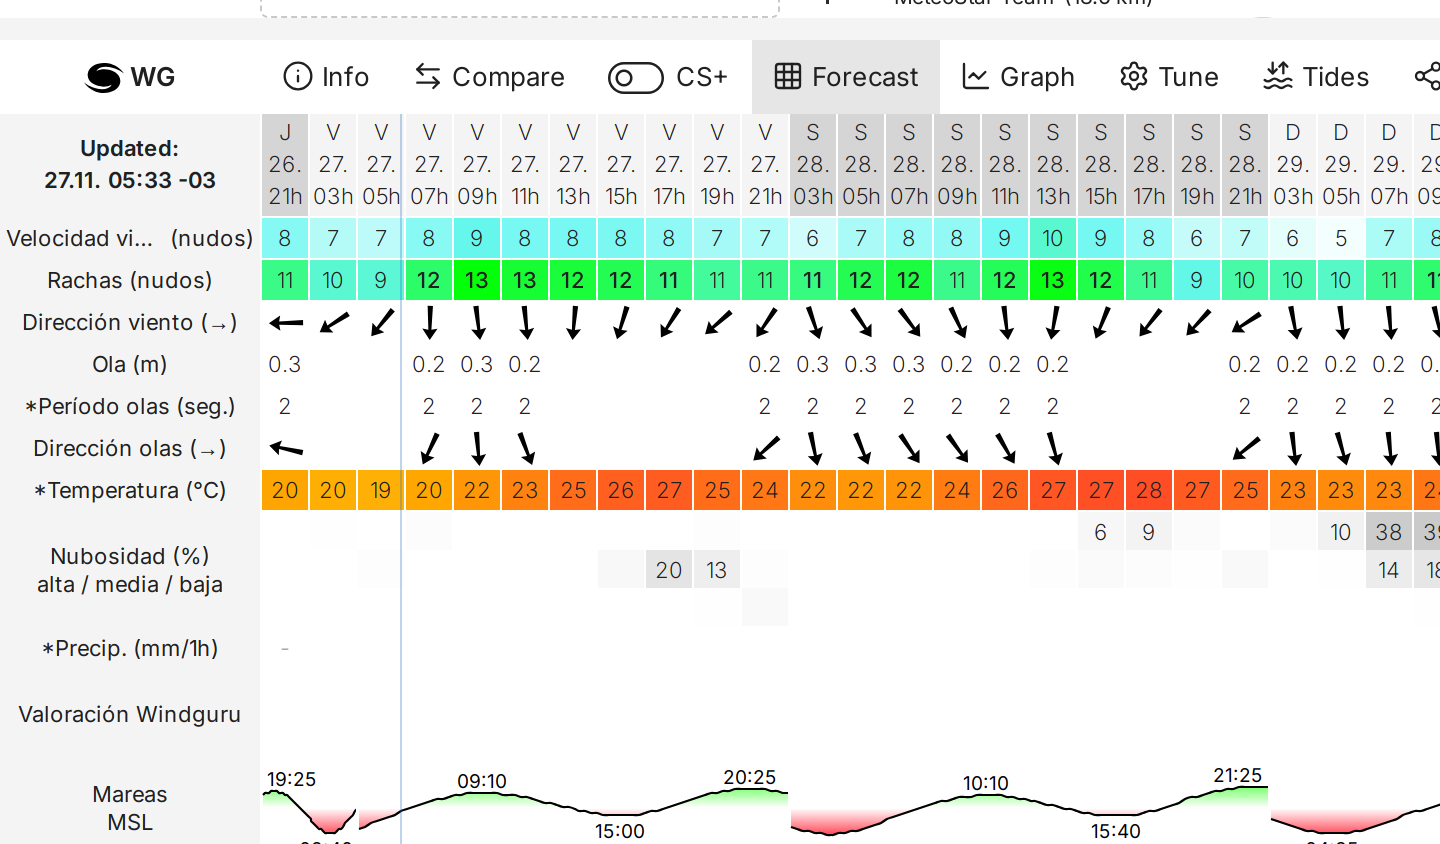 WG Info Compare CS+ Forecast Graph Tune Tides
J V V V V V V V V V V S S S S S S S S S S D D D
Updated: 26. 27. 27. 27. 27. 27. 27. 27. 27. 27. 27. 28. 28. 28. 28. 28. 28. 28. 28. 28. 28. 29. 29. 29.
27.11. 05:33 -03 21h 03h 05h 07h 09h 11h 13h 15h 17h 19h 21h 03h 05h 07h 09h 11h 13h 15h 17h 19h 21h 03h 05h 07h
Velocidad vi... (nudos) 8 7 7 8 9 8 8 8 8 7 7 6 7 8 8 9 10 9 8 6 7 6 5 7 8
Rachas (nudos) 11 10 9 12 13 13 12 12 11 11 11 11 12 12 11 12 13 12 11 9 10 10 10 11
Dirección viento (→)
Ola (m) 0.3 0.2 0.3 0.2 0.2 0.3 0.3 0.3 0.2 0.2 0.2 0.2 0.2 0.2 0.2
*Período olas (seg.) 2 2 2 2 2 2 2 2 2 2 2 2 2 2 2
Dirección olas (→)
*Temperatura (°C) 20 20 19 20 22 23 25 26 27 25 24 22 22 22 24 26 27 27 28 27 25 23 23 23
6 9 10 38
Nubosidad (%)
20 13 14
alta / media / baja
*Precip. (mm/1h) -
Valoración Windguru
19:25 09:10 20:25 10:10 21:25
Mareas
MSL 15:00 15:40